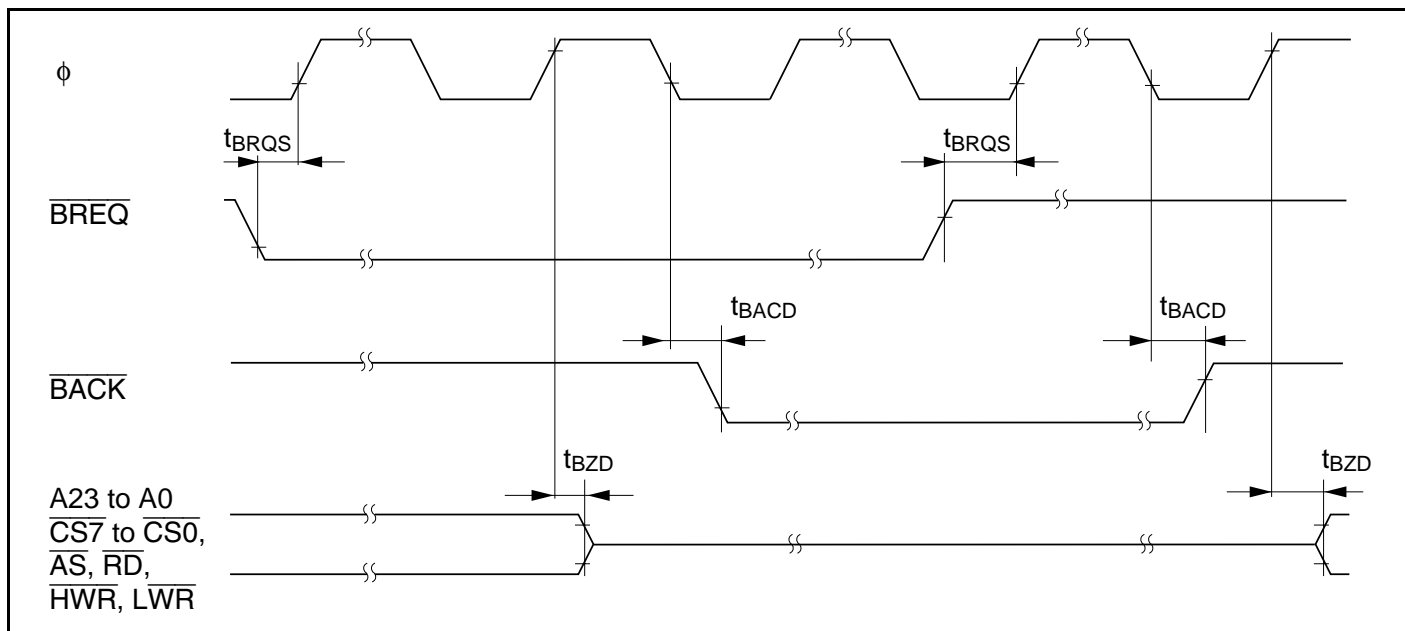 ϕ
tBRQS
tBRQS
BREQ
tBACD
tBACD
BACK
tBZD
tBZD
A23 to A0
CS7 to CS0,
AS, RD,
HWR, LWR